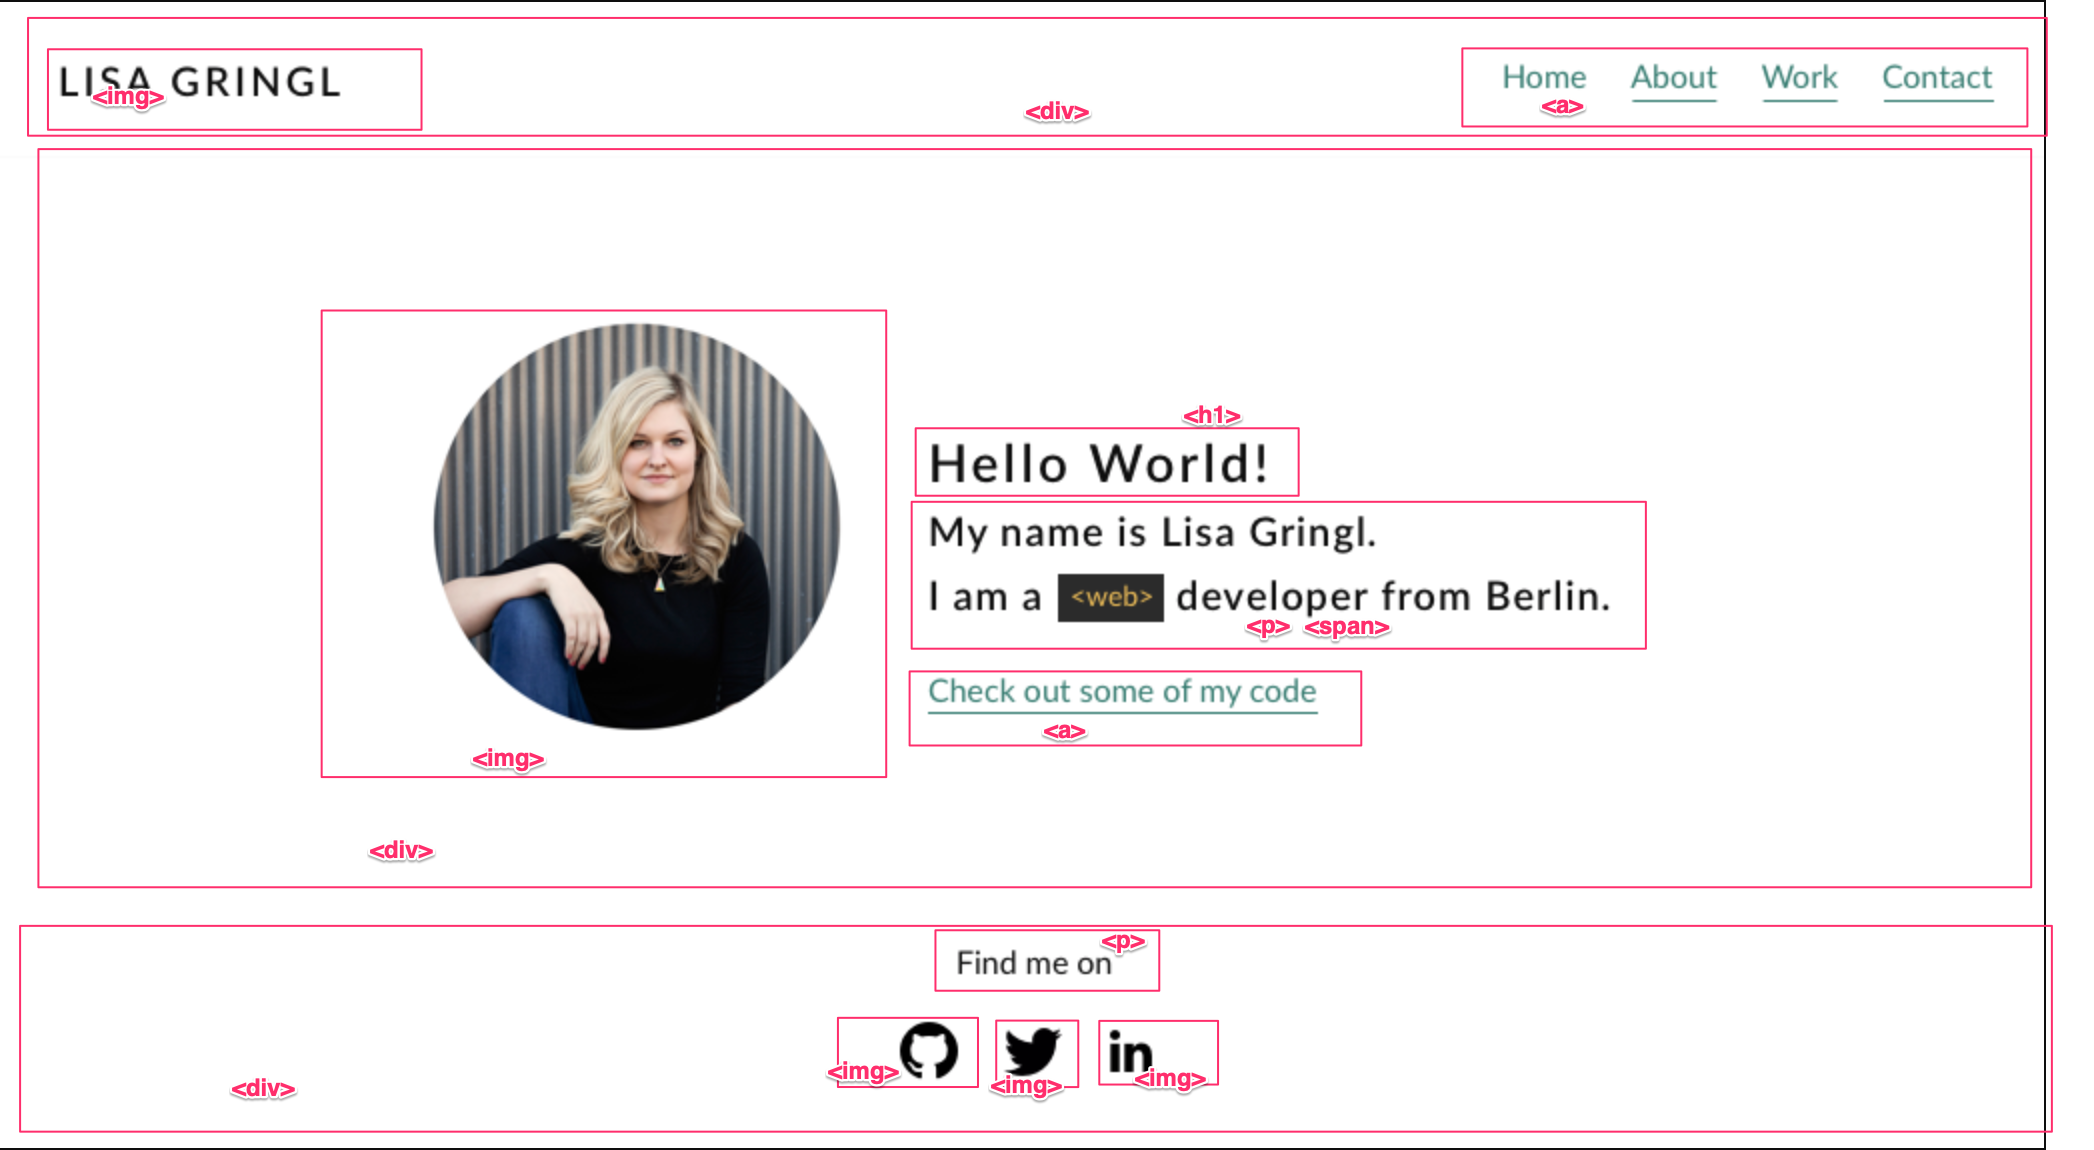 LISA GRINGL
<img>
<div>
Home About Work Contact
<a>
<h1>
Hello World!
My name is Lisa Gringl.
I am a <web> developer from Berlin.
<p> <span>
Check out some of my code
<a>
<img>
<div>
<p>
Find me on
<img>
<img>
in
<img>
<div>